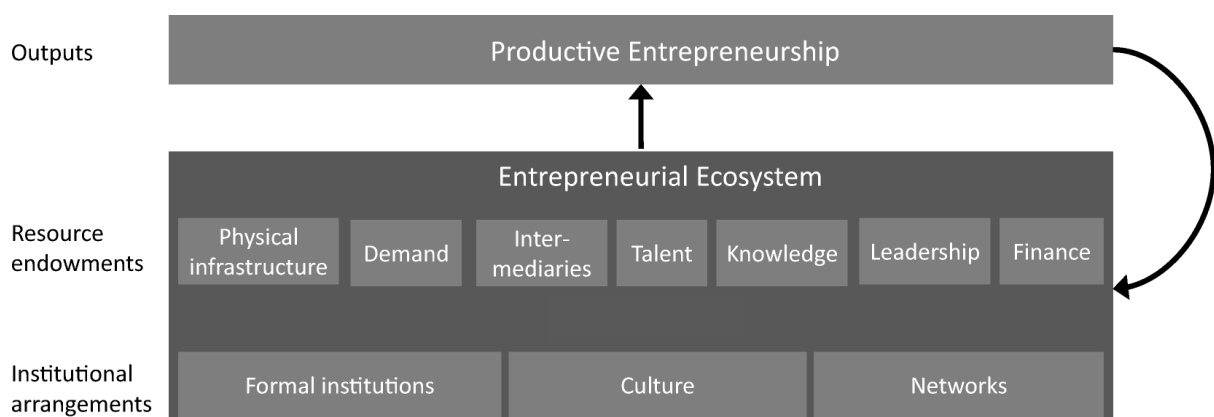 Outputs
Productive Entrepreneurship
Entrepreneurial Ecosystem
Resource
endowments
Physical
infrastructure
Demand
Inter-
mediaries
Talent
Knowledge
Leadership
Finance
Institutional
arrangements
Formal institutions
Culture
Networks